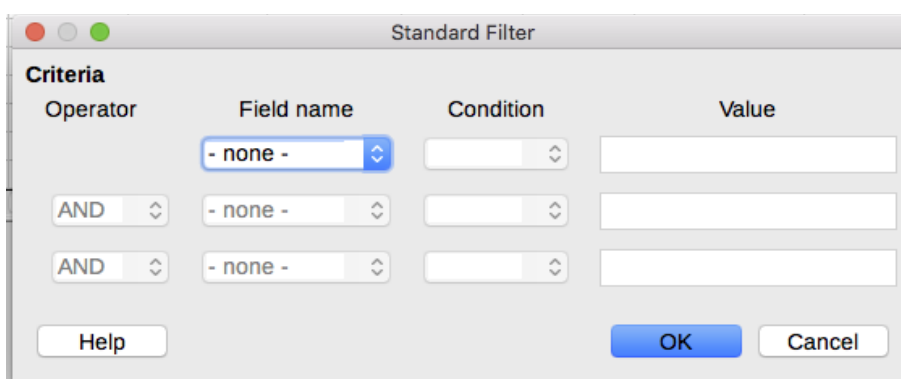 Standard Filter
Criteria
Operator Field name Condition Value
- none -
AND - none -
AND - none -
Help OK Cancel